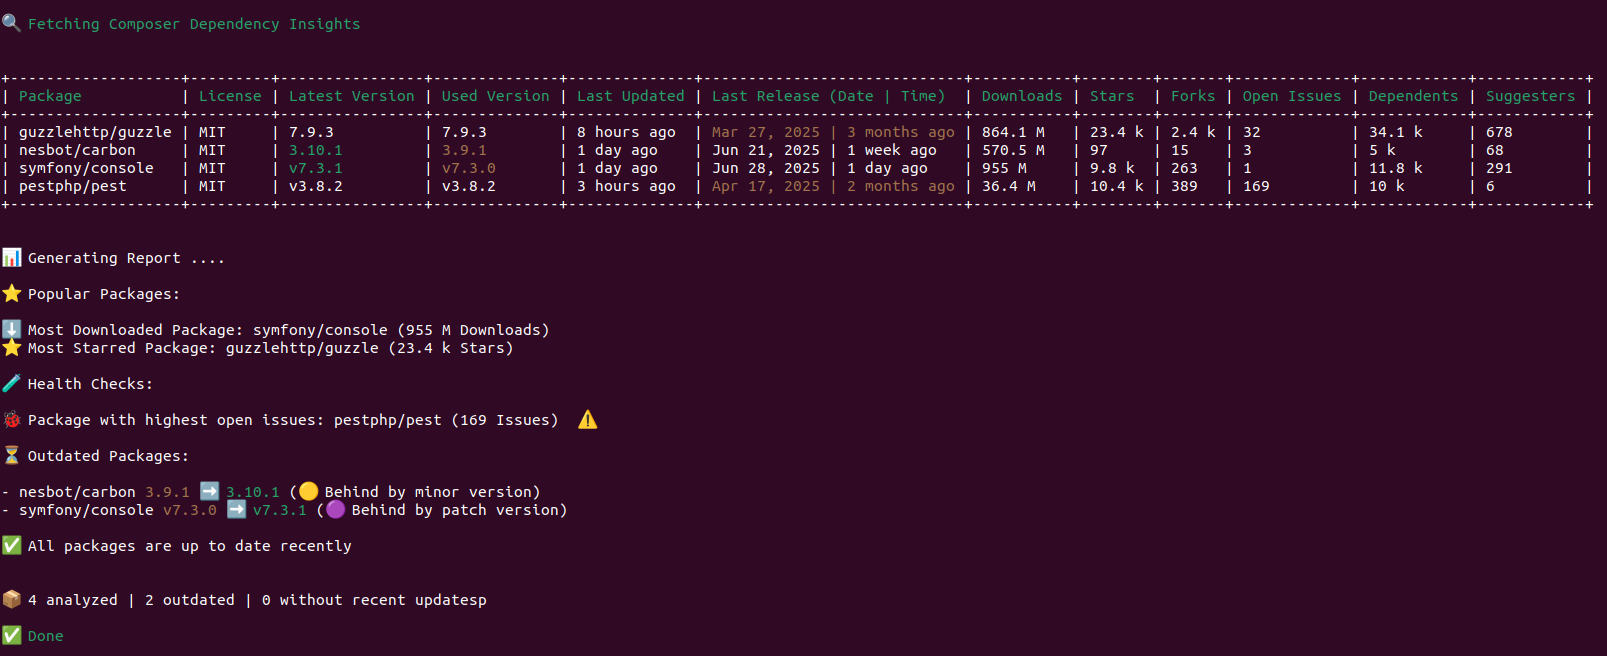 🔍 Fetching Composer Dependency Insights
+-------------------+---------+----------------+--------------+--------------+-----------------------------+-----------+--------+-------+-------------+------------+------------+
| Package           | License | Latest Version | Used Version | Last Updated | Last Release (Date | Time)  | Downloads | Stars  | Forks | Open Issues | Dependents | Suggesters |
+-------------------+---------+----------------+--------------+--------------+-----------------------------+-----------+--------+-------+-------------+------------+------------+
| guzzlehttp/guzzle | MIT     | 7.9.3          | 7.9.3        | 8 hours ago  | Mar 27, 2025 | 3 months ago | 864.1 M   | 23.4 k | 2.4 k | 32          | 34.1 k     | 678        |
| nesbot/carbon     | MIT     | 3.10.1         | 3.9.1        | 1 day ago    | Jun 21, 2025 | 1 week ago   | 570.5 M   | 97     | 15    | 3           | 5 k        | 68         |
| symfony/console   | MIT     | v7.3.1         | v7.3.0       | 1 day ago    | Jun 28, 2025 | 1 day ago    | 955 M     | 9.8 k  | 263   | 1           | 11.8 k     | 291        |
| pestphp/pest      | MIT     | v3.8.2         | v3.8.2       | 3 hours ago  | Apr 17, 2025 | 2 months ago | 36.4 M    | 10.4 k | 389   | 169         | 10 k       | 6          |
+-------------------+---------+----------------+--------------+--------------+-----------------------------+-----------+--------+-------+-------------+------------+------------+
📊 Generating Report ....
⭐ Popular Packages:
⬇️ Most Downloaded Package: symfony/console (955 M Downloads)
⭐ Most Starred Package: guzzlehttp/guzzle (23.4 k Stars)
🧪 Health Checks:
🐞 Package with highest open issues: pestphp/pest (169 Issues) ⚠️
⏳ Outdated Packages:
- nesbot/carbon 3.9.1 ➡️ 3.10.1 (🟡 Behind by minor version)
- symfony/console v7.3.0 ➡️ v7.3.1 (🟣 Behind by patch version)
✅ All packages are up to date recently
📦 4 analyzed | 2 outdated | 0 without recent updatesp
✅ Done